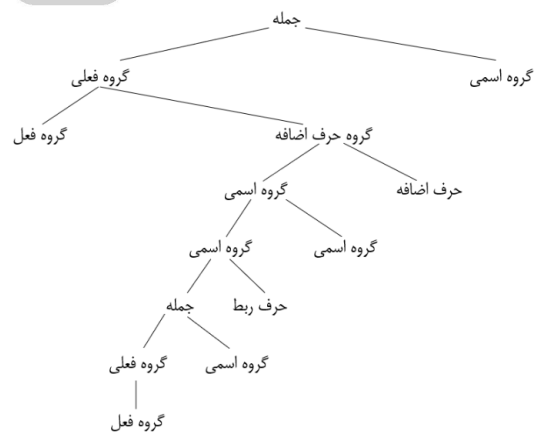 جمله
گروه اسمی گروه فعلی
گروه حرف اضافه گروه فعل
حرف اضافه گروه اسمی
گروه اسمی گروه اسمی
حرف ربط جمله
گروه اسمی گروه فعلی
گروه فعل